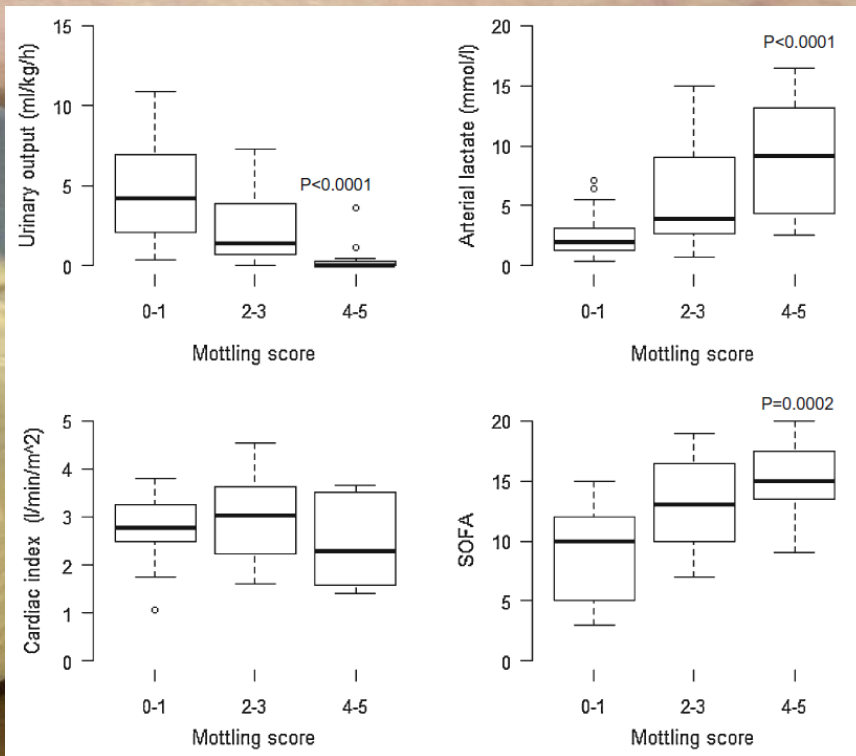 Urinary output (ml/kg/h)
15
10
5
0
P<0.0001
0-1
2-3
4-5
Mottling score
Arterial lactate (mmol/l)
20
15
10
5
0
P<0.0001
0-1
2-3
4-5
Mottling score
Cardiac index (l/min/m^2)
5
4
3
2
1
0
0-1
2-3
4-5
Mottling score
SOFA
20
15
10
5
0
P=0.0002
0-1
2-3
4-5
Mottling score